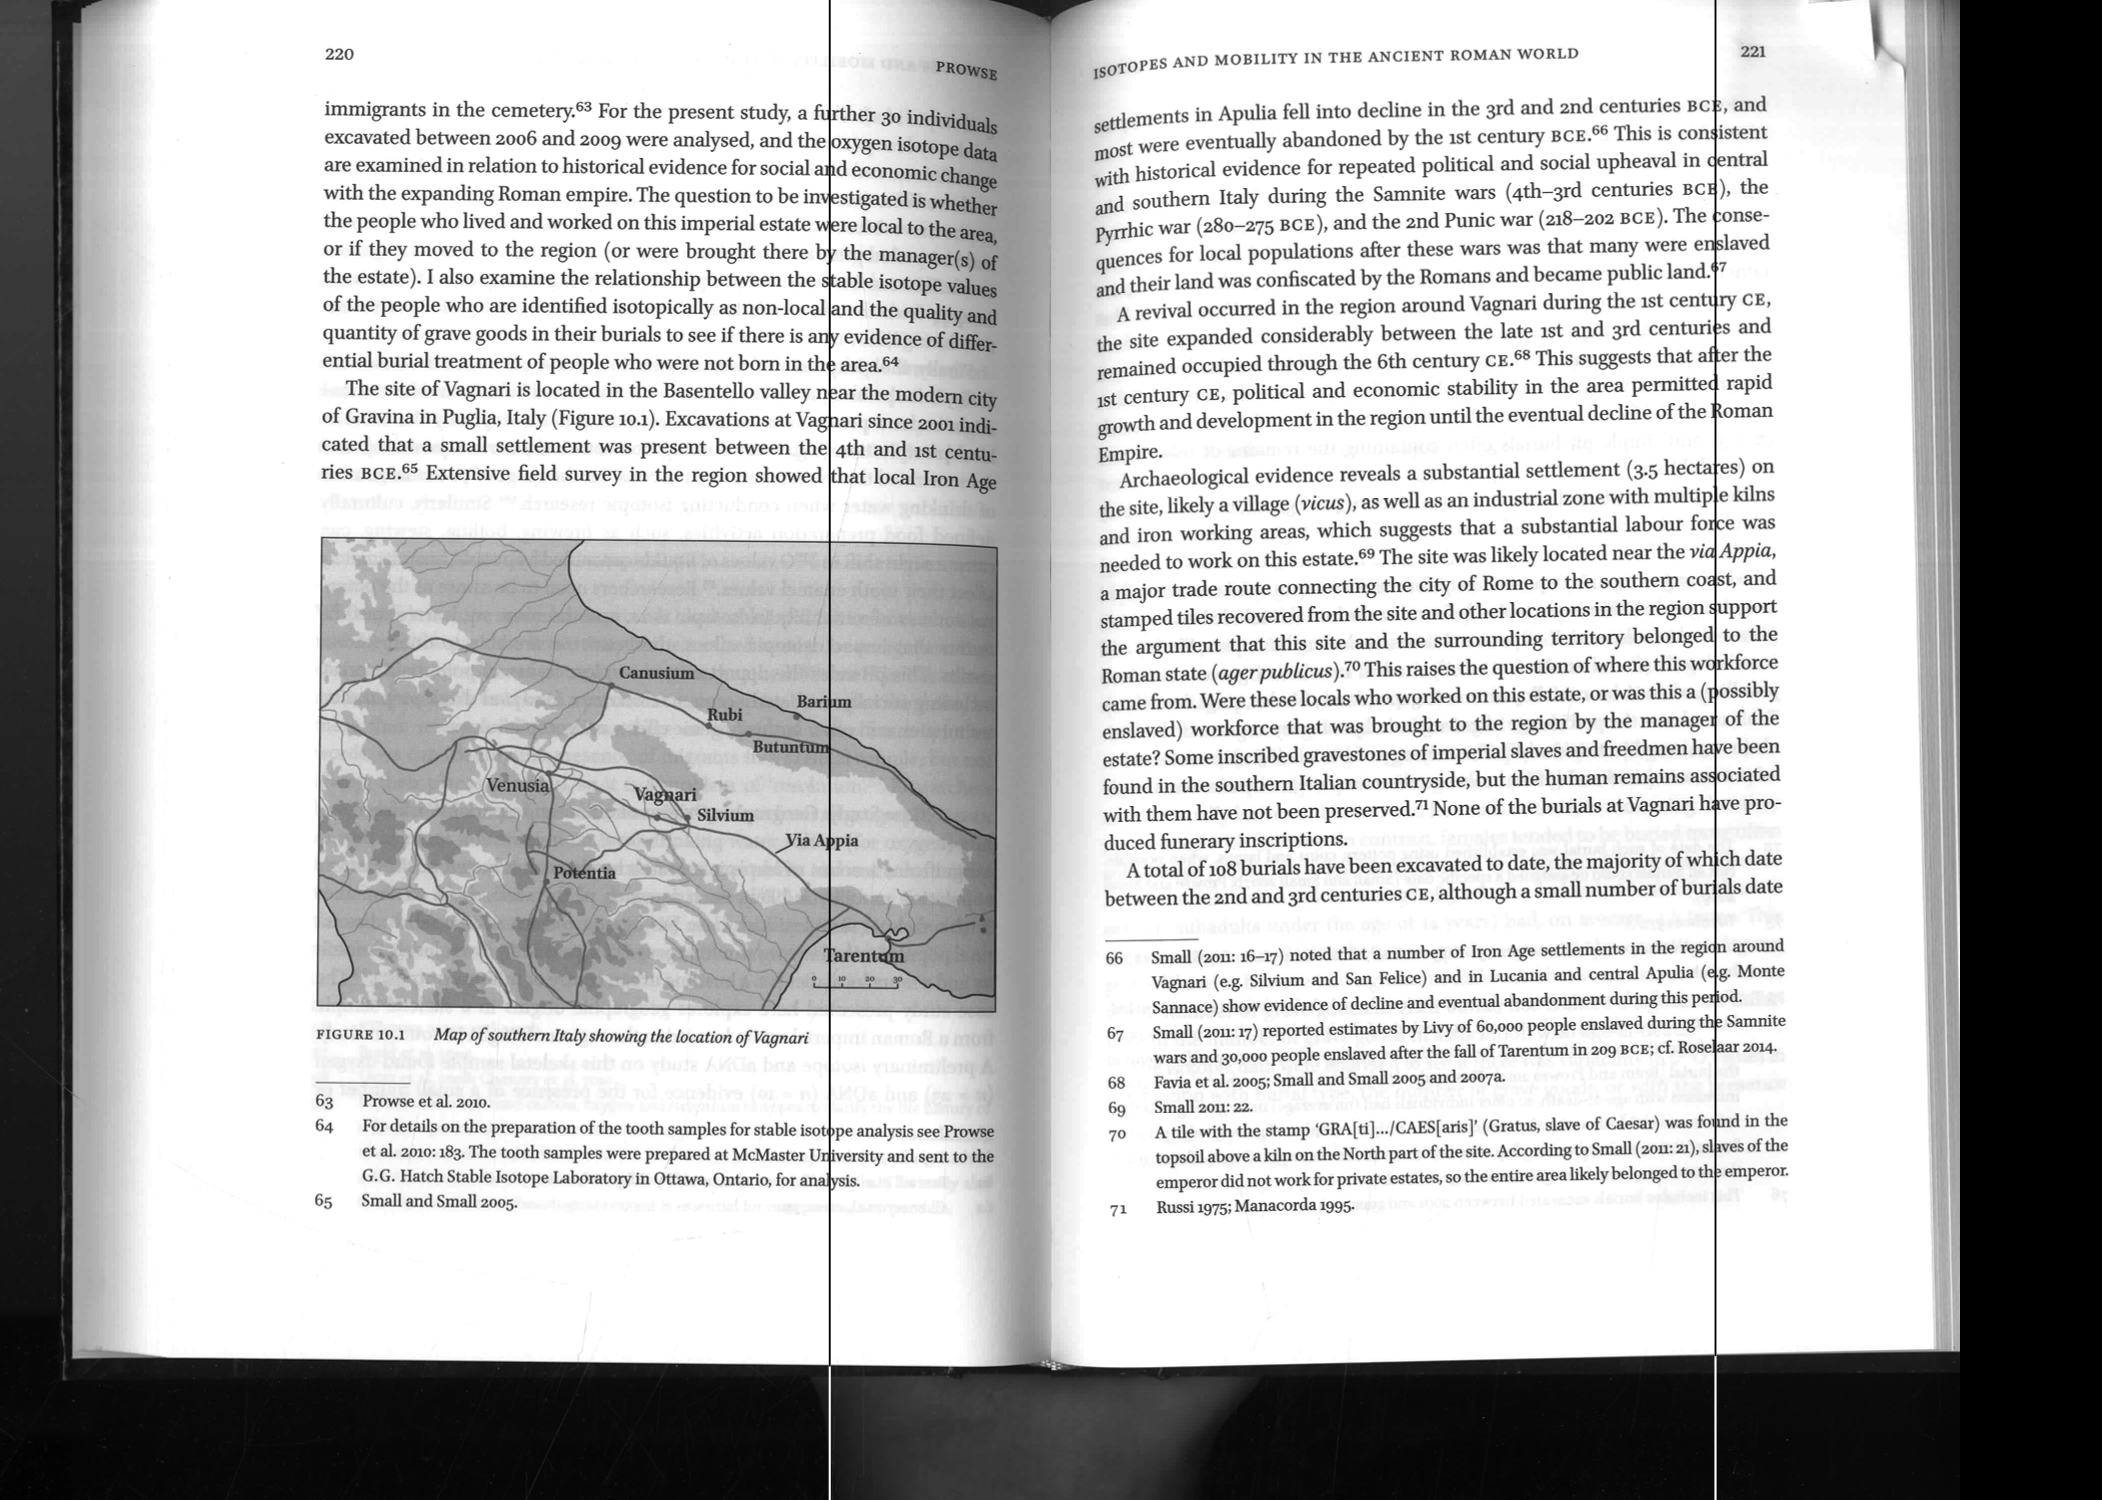 220
PROWSE
immigrants in the cemetery.63 For the present study, a further 30 individuals
excavated between 2006 and 2009 were analysed, and the oxygen isotope data
are examined in relation to historical evidence for social and economic change
with the expanding Roman empire. The question to be investigated is whether
the people who lived and worked on this imperial estate were local to the area,
or if they moved to the region (or were brought there by the manager(s) of
the estate). I also examine the relationship between the stable isotope values
of the people who are identified isotopically as non-local and the quality and
quantity of grave goods in their burials to see if there is any evidence of differ-
ential burial treatment of people who were not born in the area.64
The site of Vagnari is located in the Basentello valley near the modern city
of Gravina in Puglia, Italy (Figure 10.1). Excavations at Vagnari since 2001 indi-
cated that a small settlement was present between the 4th and 1st centu-
ries BCE.65 Extensive field survey in the region showed that local Iron Age
Canusium
Barium
Rubi
Butuntum
Venusia
Vagnari
Silvium
Via Appia
Potentia
Tarentum
0 10 20 30
FIGURE 10.1 Map of southern Italy showing the location of Vagnari
63 Prowse et al. 2010.
64 For details on the preparation of the tooth samples for stable isotope analysis see Prowse
et al. 2010: 183. The tooth samples were prepared at McMaster University and sent to the
G.G. Hatch Stable Isotope Laboratory in Ottawa, Ontario, for analysis.
65 Small and Small 2005.
ISOTOPES AND MOBILITY IN THE ANCIENT ROMAN WORLD
221
settlements in Apulia fell into decline in the 3rd and 2nd centuries BCE, and
most were eventually abandoned by the 1st century BCE.66 This is consistent
with historical evidence for repeated political and social upheaval in central
and southern Italy during the Samnite wars (4th–3rd centuries BCE), the
Pyrrhic war (280–275 BCE), and the 2nd Punic war (218–202 BCE). The conse-
quences for local populations after these wars was that many were enslaved
and their land was confiscated by the Romans and became public land.67
A revival occurred in the region around Vagnari during the 1st century CE,
the site expanded considerably between the late 1st and 3rd centuries and
remained occupied through the 6th century CE.68 This suggests that after the
1st century CE, political and economic stability in the area permitted rapid
growth and development in the region until the eventual decline of the Roman
Empire.
Archaeological evidence reveals a substantial settlement (3.5 hectares) on
the site, likely a village (vicus), as well as an industrial zone with multiple kilns
and iron working areas, which suggests that a substantial labour force was
needed to work on this estate.69 The site was likely located near the via Appia,
a major trade route connecting the city of Rome to the southern coast, and
stamped tiles recovered from the site and other locations in the region support
the argument that this site and the surrounding territory belonged to the
Roman state (ager publicus).70 This raises the question of where this workforce
came from. Were these locals who worked on this estate, or was this a (possibly
enslaved) workforce that was brought to the region by the manager of the
estate? Some inscribed gravestones of imperial slaves and freedmen have been
found in the southern Italian countryside, but the human remains associated
with them have not been preserved.71 None of the burials at Vagnari have pro-
duced funerary inscriptions.
A total of 108 burials have been excavated to date, the majority of which date
between the 2nd and 3rd centuries CE, although a small number of burials date
66 Small (2011: 16–17) noted that a number of Iron Age settlements in the region around
Vagnari (e.g. Silvium and San Felice) and in Lucania and central Apulia (e.g. Monte
Sannace) show evidence of decline and eventual abandonment during this period.
67 Small (2011: 17) reported estimates by Livy of 60,000 people enslaved during the Samnite
wars and 30,000 people enslaved after the fall of Tarentum in 209 BCE; cf. Roselaar 2014.
68 Favia et al. 2005; Small and Small 2005 and 2007a.
69 Small 2011: 22.
70 A tile with the stamp ‘GRA[ti].../CAES[aris]’ (Gratus, slave of Caesar) was found in the
topsoil above a kiln on the North part of the site. According to Small (2011: 21), slaves of the
emperor did not work for private estates, so the entire area likely belonged to the emperor.
71 Russi 1975; Manacorda 1995.